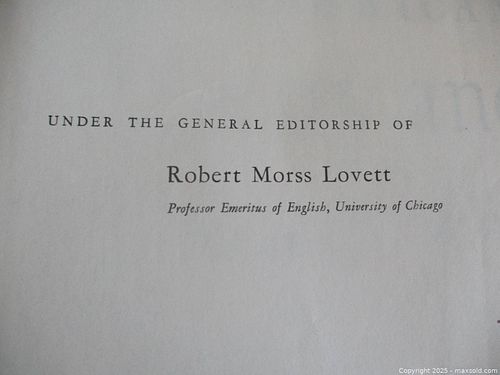 UNDER THE GENERAL EDITORSHIP OF
Robert Morss Lovett
Professor Emeritus of English, University of Chicago
Copyright 2025 - maxsold.com